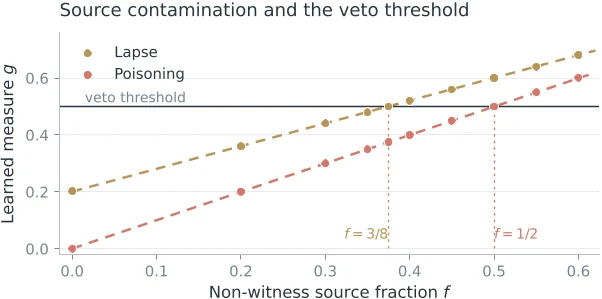 Source contamination and the veto threshold
Lapse
Poisoning
veto threshold
Learned measure g
0.6
0.4
0.2
0.0
f = 3/8
f = 1/2
0.0 0.1 0.2 0.3 0.4 0.5 0.6
Non-witness source fraction f